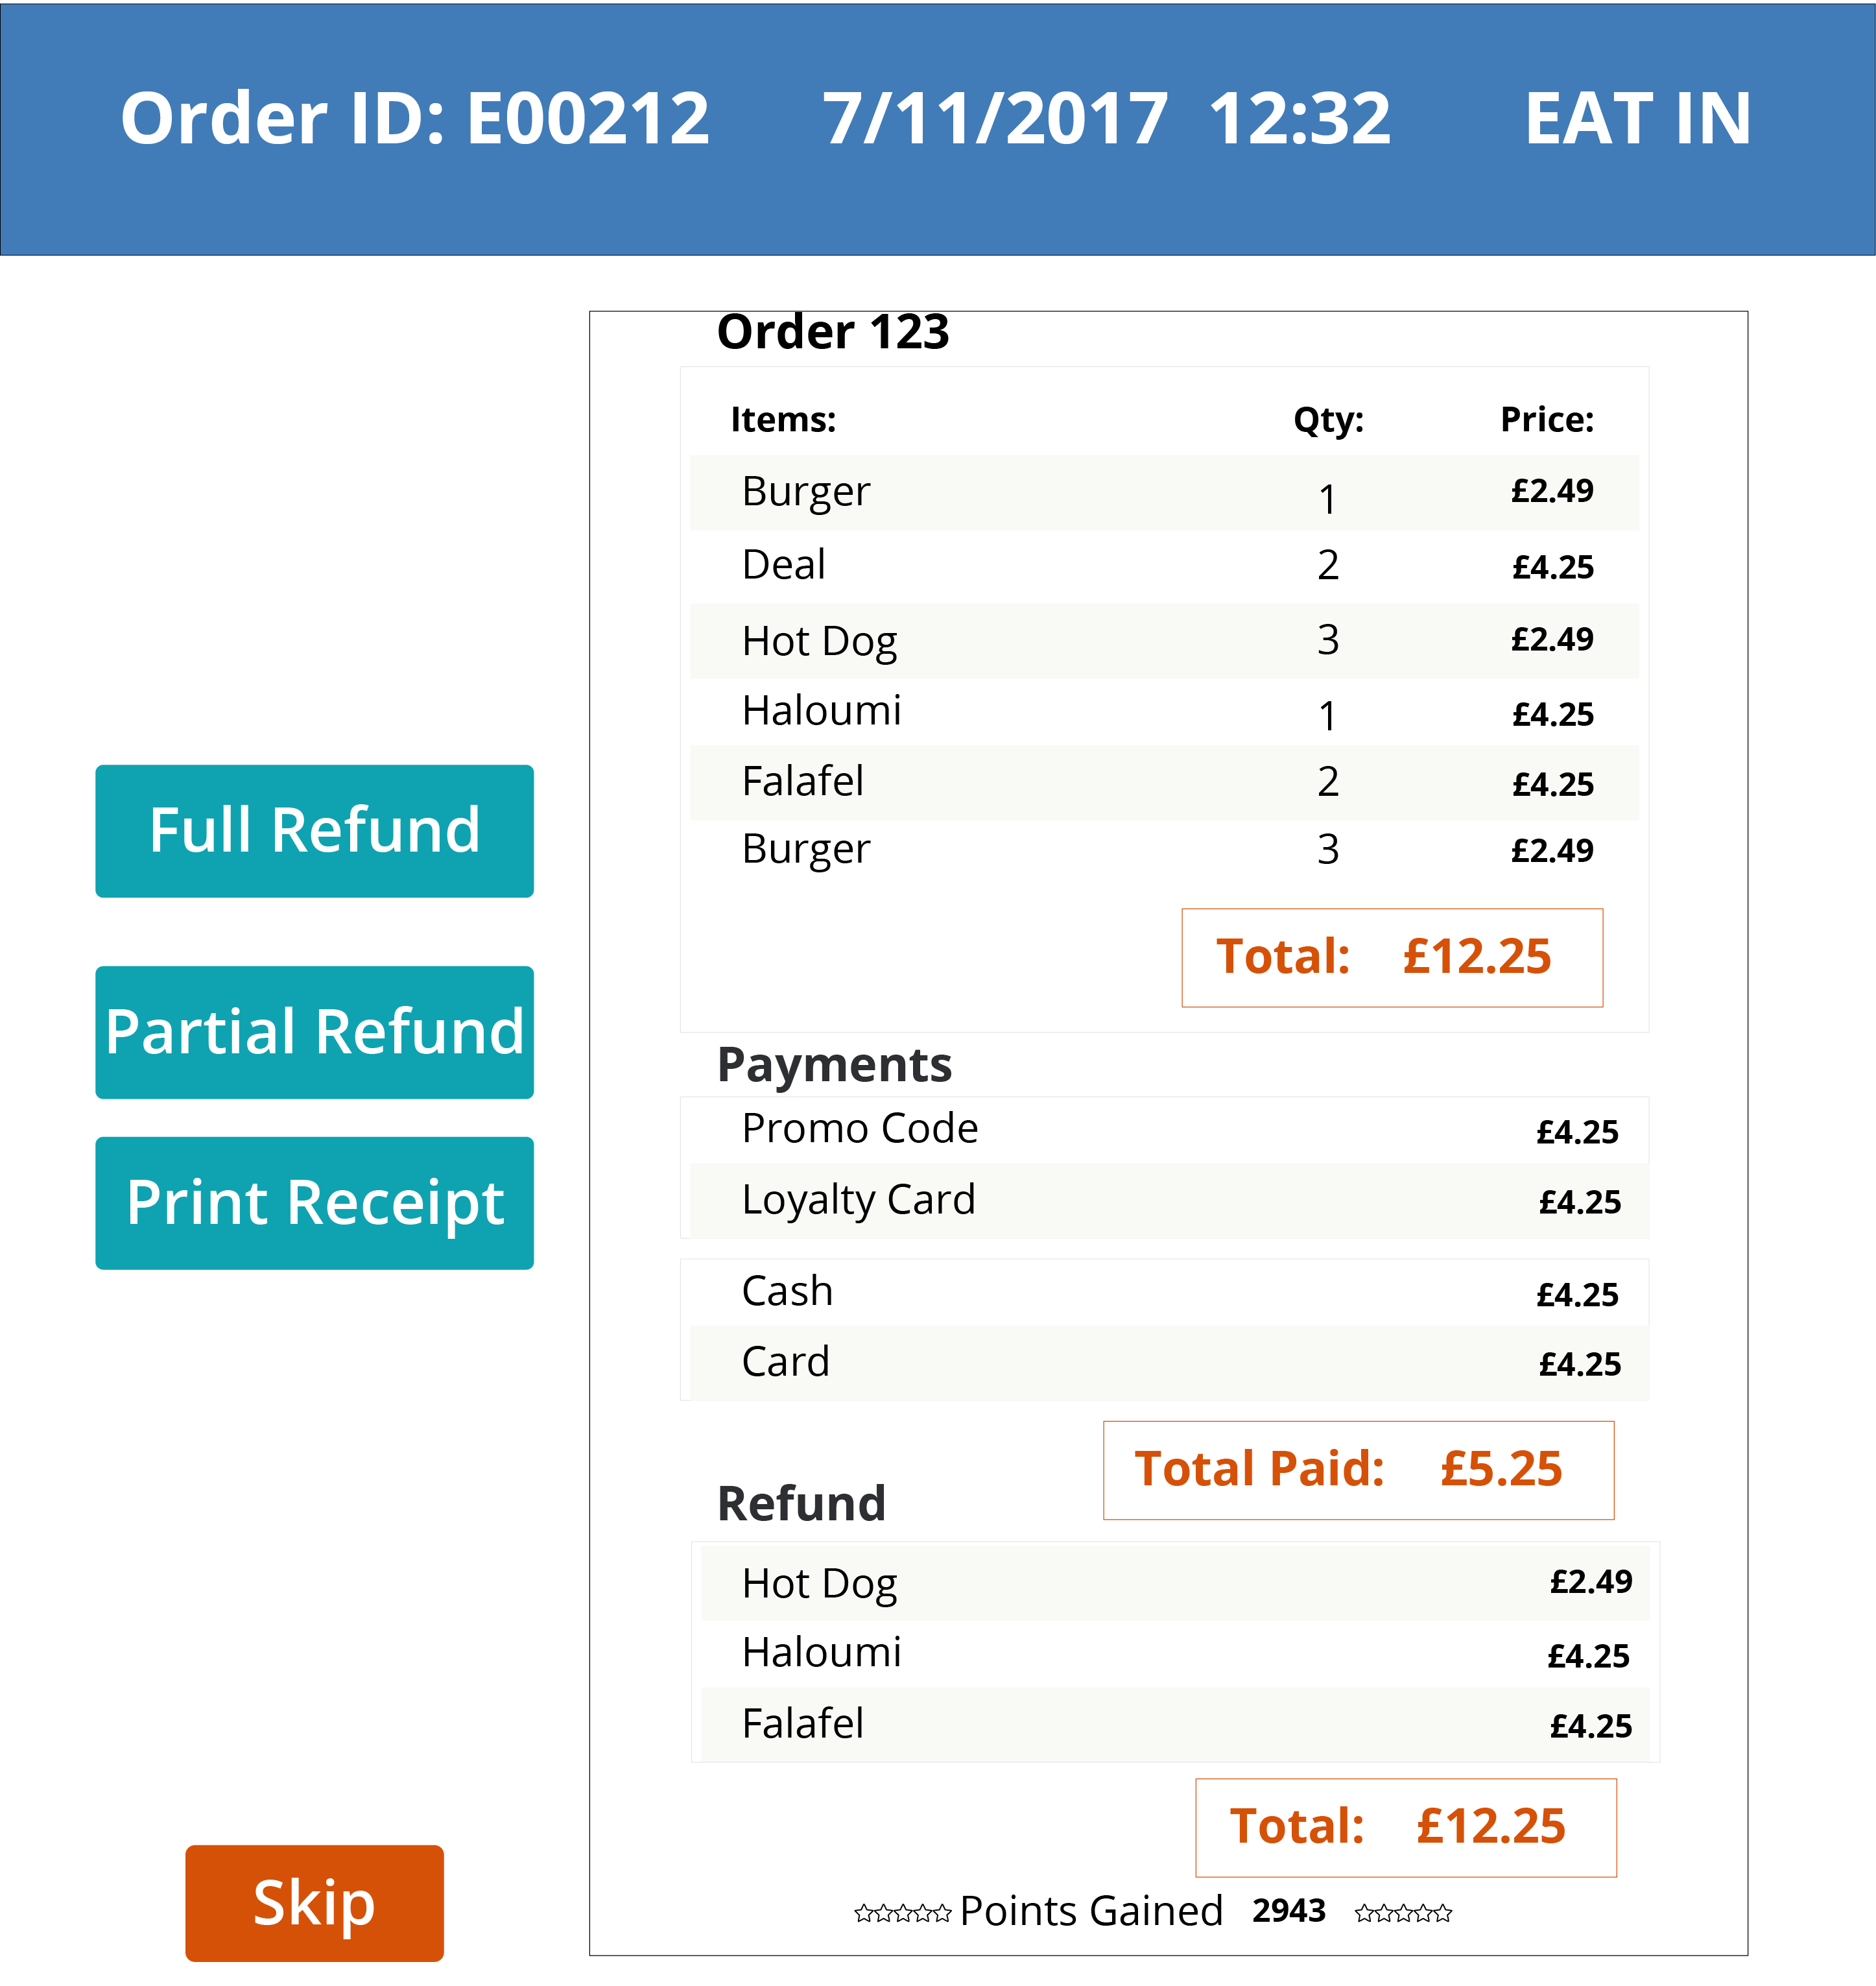 Order ID: E00212 7/11/2017 12:32 EAT IN
Order 123
Items: Qty: Price:
Burger 1 £2.49
Deal 2 £4.25
Hot Dog 3 £2.49
Haloumi 1 £4.25
Falafel 2 £4.25
Burger 3 £2.49
Total: £12.25
Full Refund
Partial Refund
Print Receipt
Payments
Promo Code £4.25
Loyalty Card £4.25
Cash £4.25
Card £4.25
Total Paid: £5.25
Refund
Hot Dog £2.49
Haloumi £4.25
Falafel £4.25
Total: £12.25
Skip
☆☆☆☆☆ Points Gained 2943 ☆☆☆☆☆